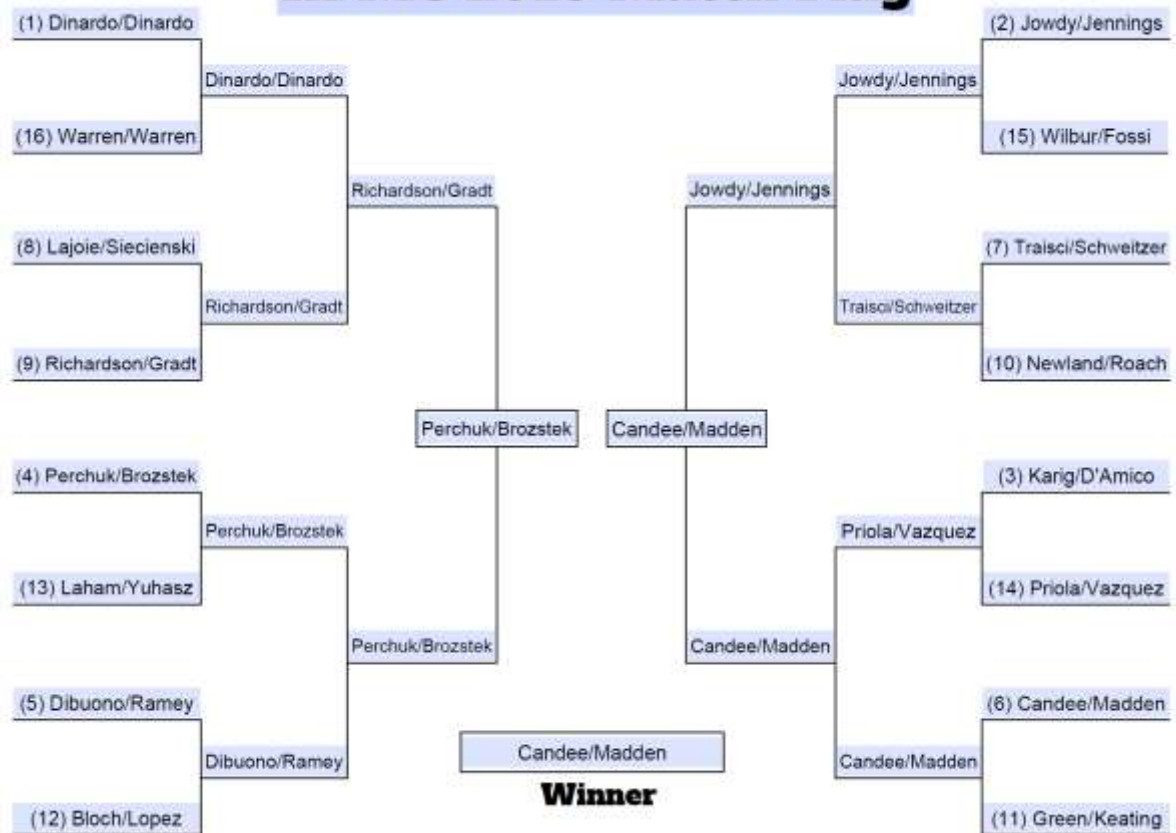 (1) Dinardo/Dinardo
Dinardo/Dinardo
(16) Warren/Warren
Richardson/Gradt
(8) Lajoie/Siecienski
Richardson/Gradt
(9) Richardson/Gradt
Perchuk/Brozstek
(4) Perchuk/Brozstek
Perchuk/Brozstek
(13) Laham/Yuhasz
Perchuk/Brozstek
(5) Dibuono/Ramey
Dibuono/Ramey
(12) Bloch/Lopez
(2) Jowdy/Jennings
Jowdy/Jennings
(15) Wilbur/Fossi
Jowdy/Jennings
(7) Traisci/Schweitzer
Traisci/Schweitzer
(10) Newland/Roach
Candee/Madden
(3) Karig/D'Amico
Priola/Vazquez
(14) Priola/Vazquez
Candee/Madden
(6) Candee/Madden
Candee/Madden
(11) Green/Keating
Candee/Madden
Winner